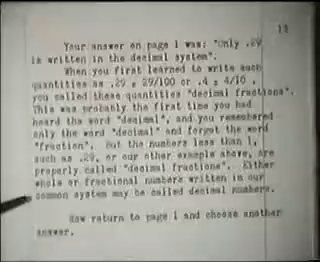 12
Your answer on page 1 was: "Only .29
is written in the decimal system".
When you first learned to write such
quantities as .29 = 29/100 or .4 = 4/10 ,
you called these quantities "decimal fractions".
This was probably the first time you had
heard the word "decimal", and you remembered
only the word "decimal" and forgot the word
"fraction". But the numbers less than 1,
such as .29, or our other example above, are
properly called "decimal fractions". Either
whole or fractional numbers written in our
common system may be called decimal numbers.
Now return to page 1 and choose another
answer.